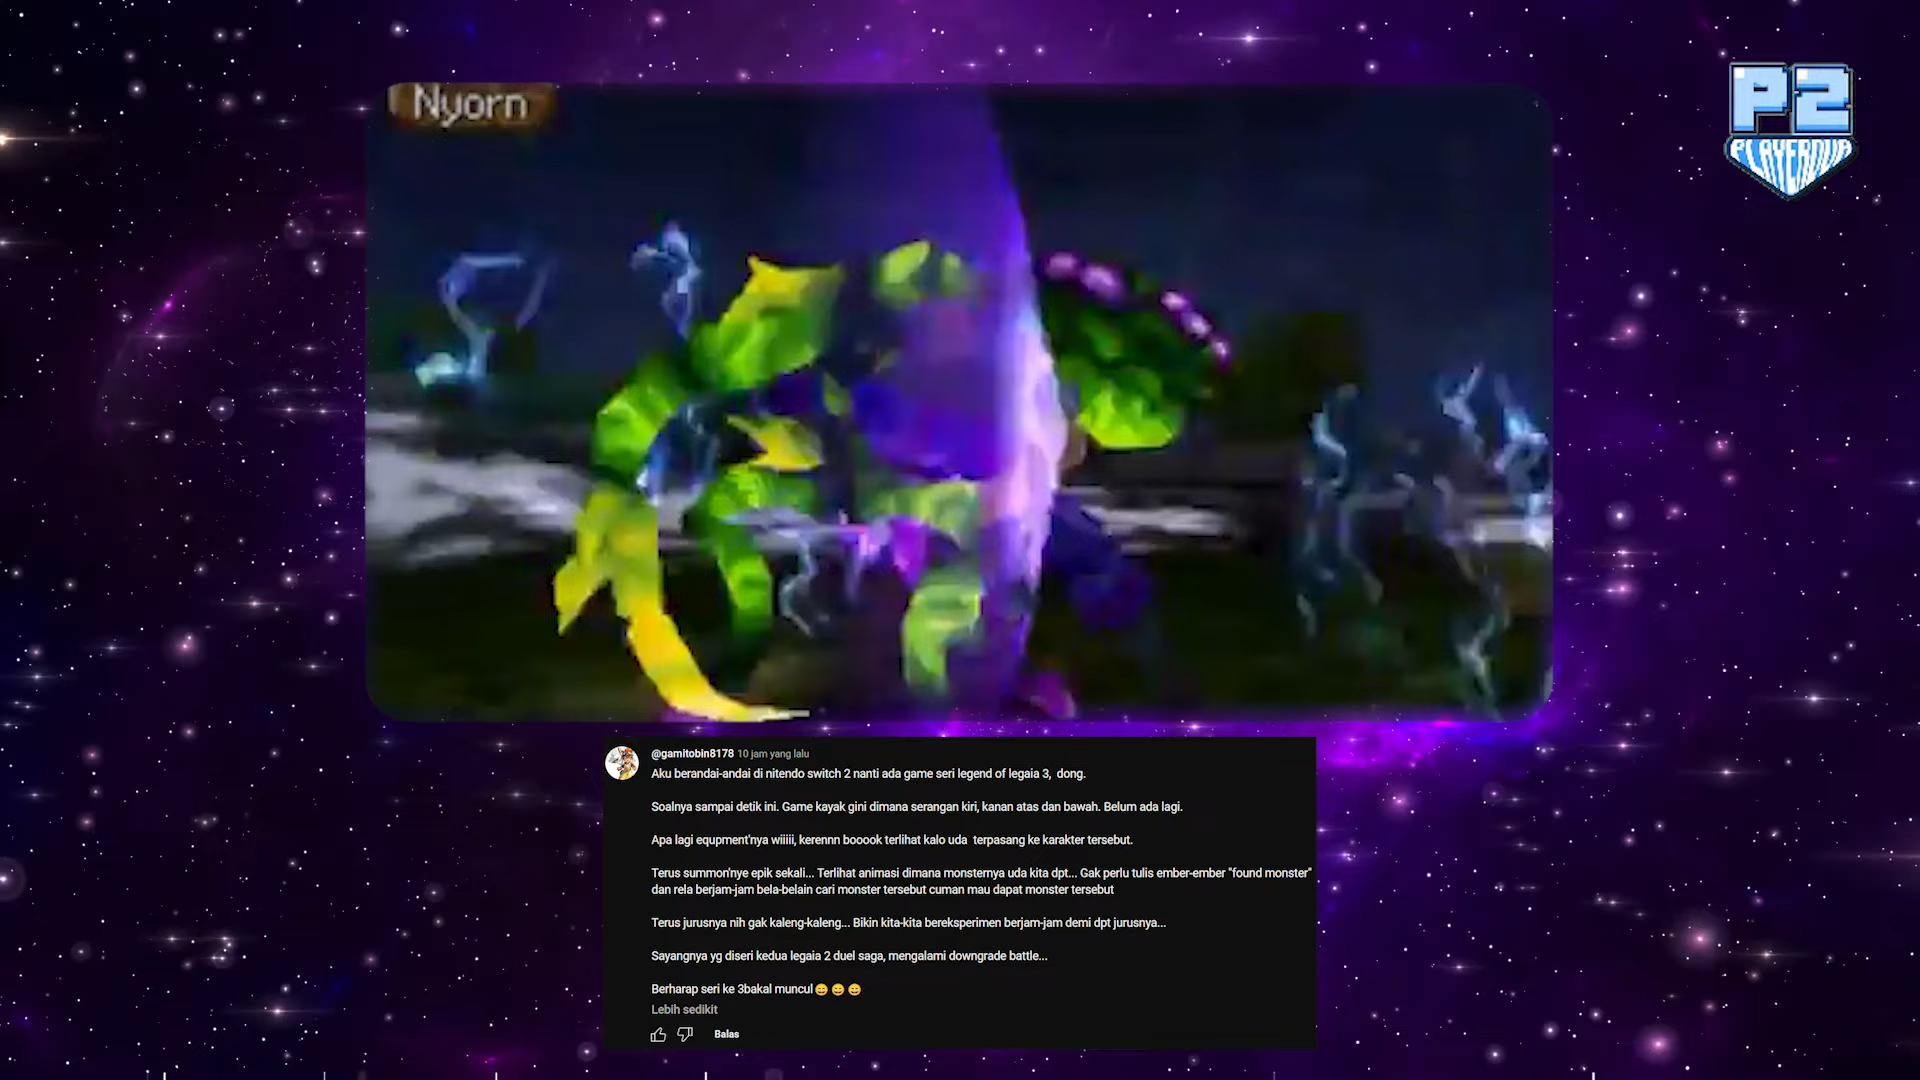 Nyorn
P2
PLAYERDUA
@gamitobin8178 10 jam yang lalu
Aku berandai-andai di nitendo switch 2 nanti ada game seri legend of legaia 3, dong.
Soalnya sampai detik ini. Game kayak gini dimana serangan kiri, kanan atas dan bawah. Belum ada lagi.
Apa lagi equpment'nya wiiiii, kerennn booook terlihat kalo uda terpasang ke karakter tersebut.
Terus summon'nye epik sekali... Terlihat animasi dimana monsternya uda kita dpt... Gak perlu tulis ember-ember "found monster"
dan rela berjam-jam bela-belain cari monster tersebut cuman mau dapat monster tersebut
Terus jurusnya nih gak kaleng-kaleng... Bikin kita-kita bereksperimen berjam-jam demi dpt jurusnya...
Sayangnya yg diseri kedua legaia 2 duel saga, mengalami downgrade battle...
Berharap seri ke 3bakal muncul😄 😄 😄
Lebih sedikit
Balas